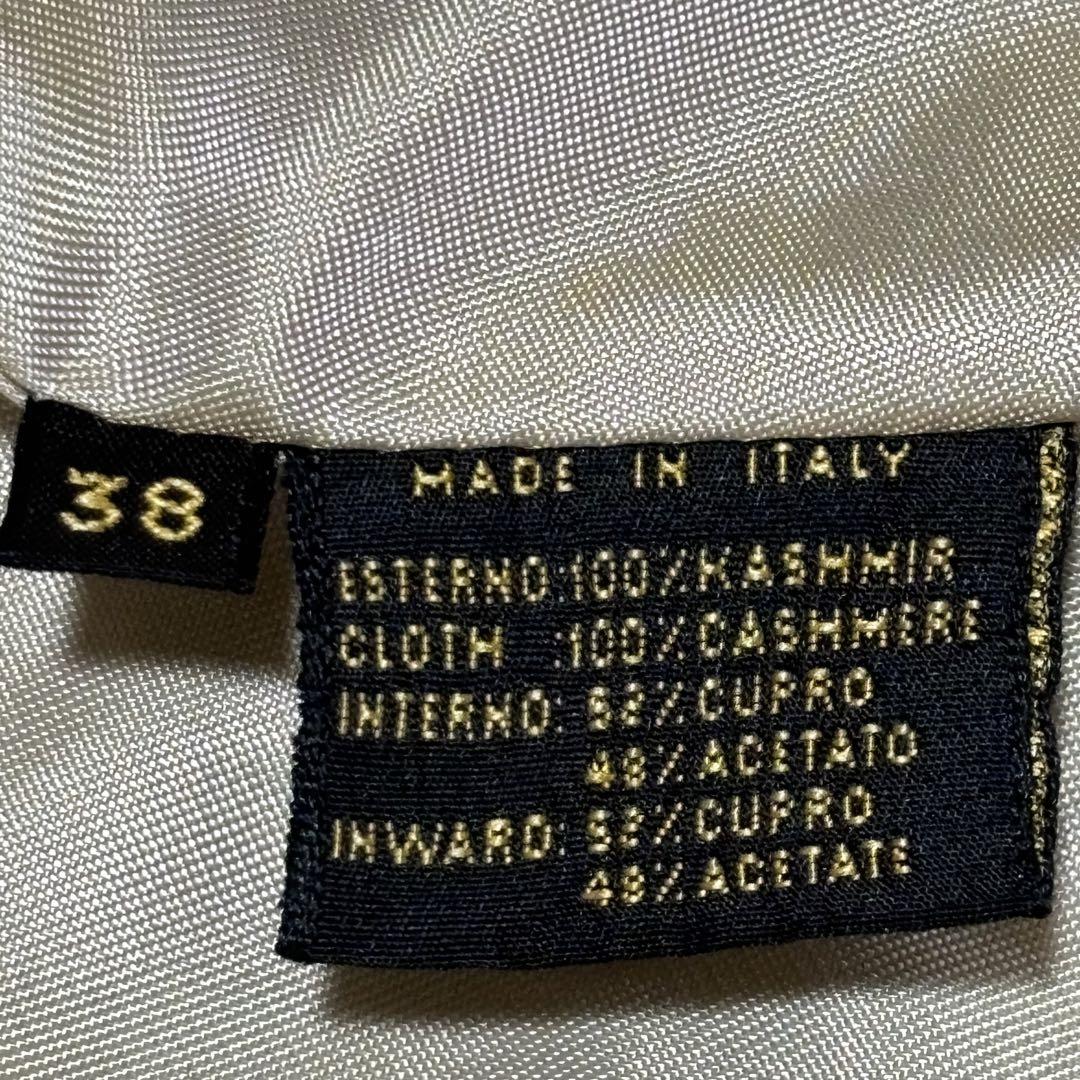 38
MADE IN ITALY
ESTERNO:100%KASHMIR
CLOTH :100%CASHMERE
INTERNO: 52%CUPRO
48%ACETATO
INWARD: 52%CUPRO
48%ACETATE